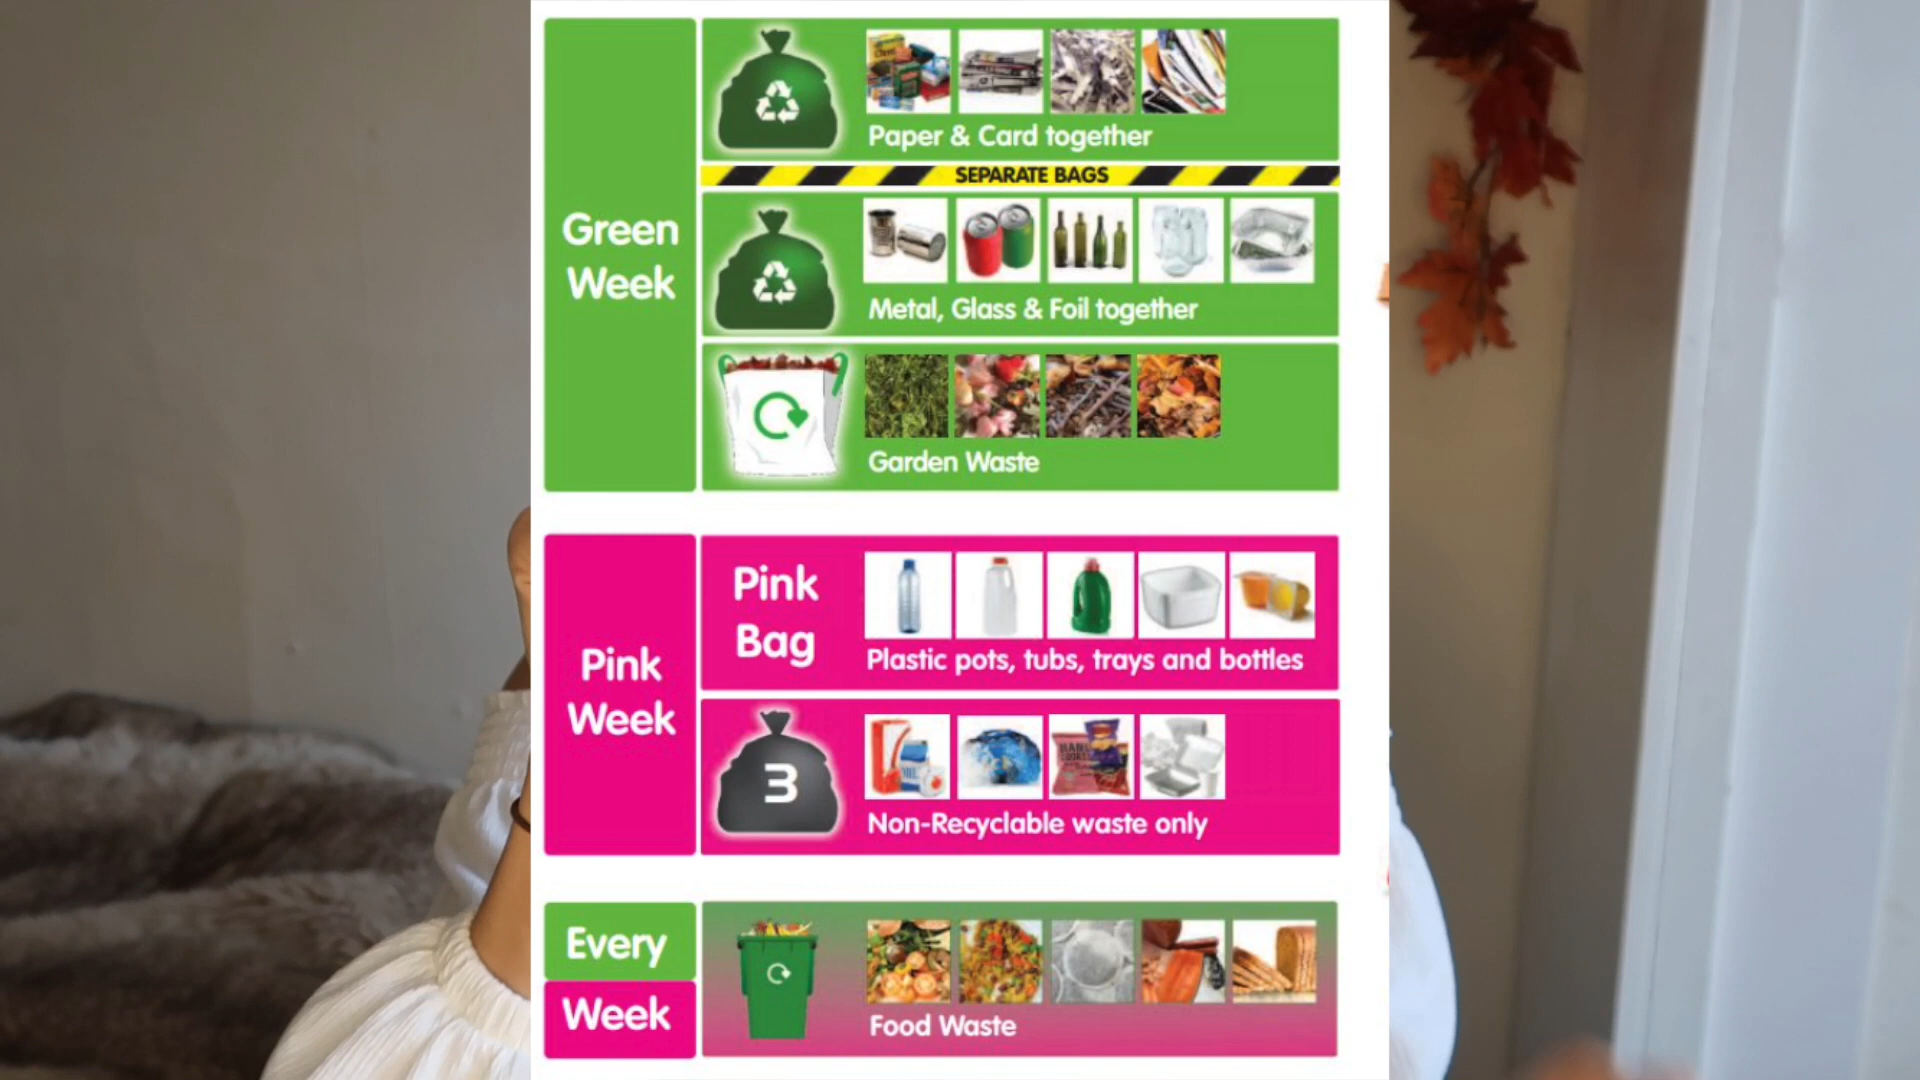 Green
Week
Paper & Card together
SEPARATE BAGS
Metal, Glass & Foil together
Garden Waste
Pink
Week
Pink
Bag
Plastic pots, tubs, trays and bottles
3
Non-Recyclable waste only
Every
Week
Food Waste